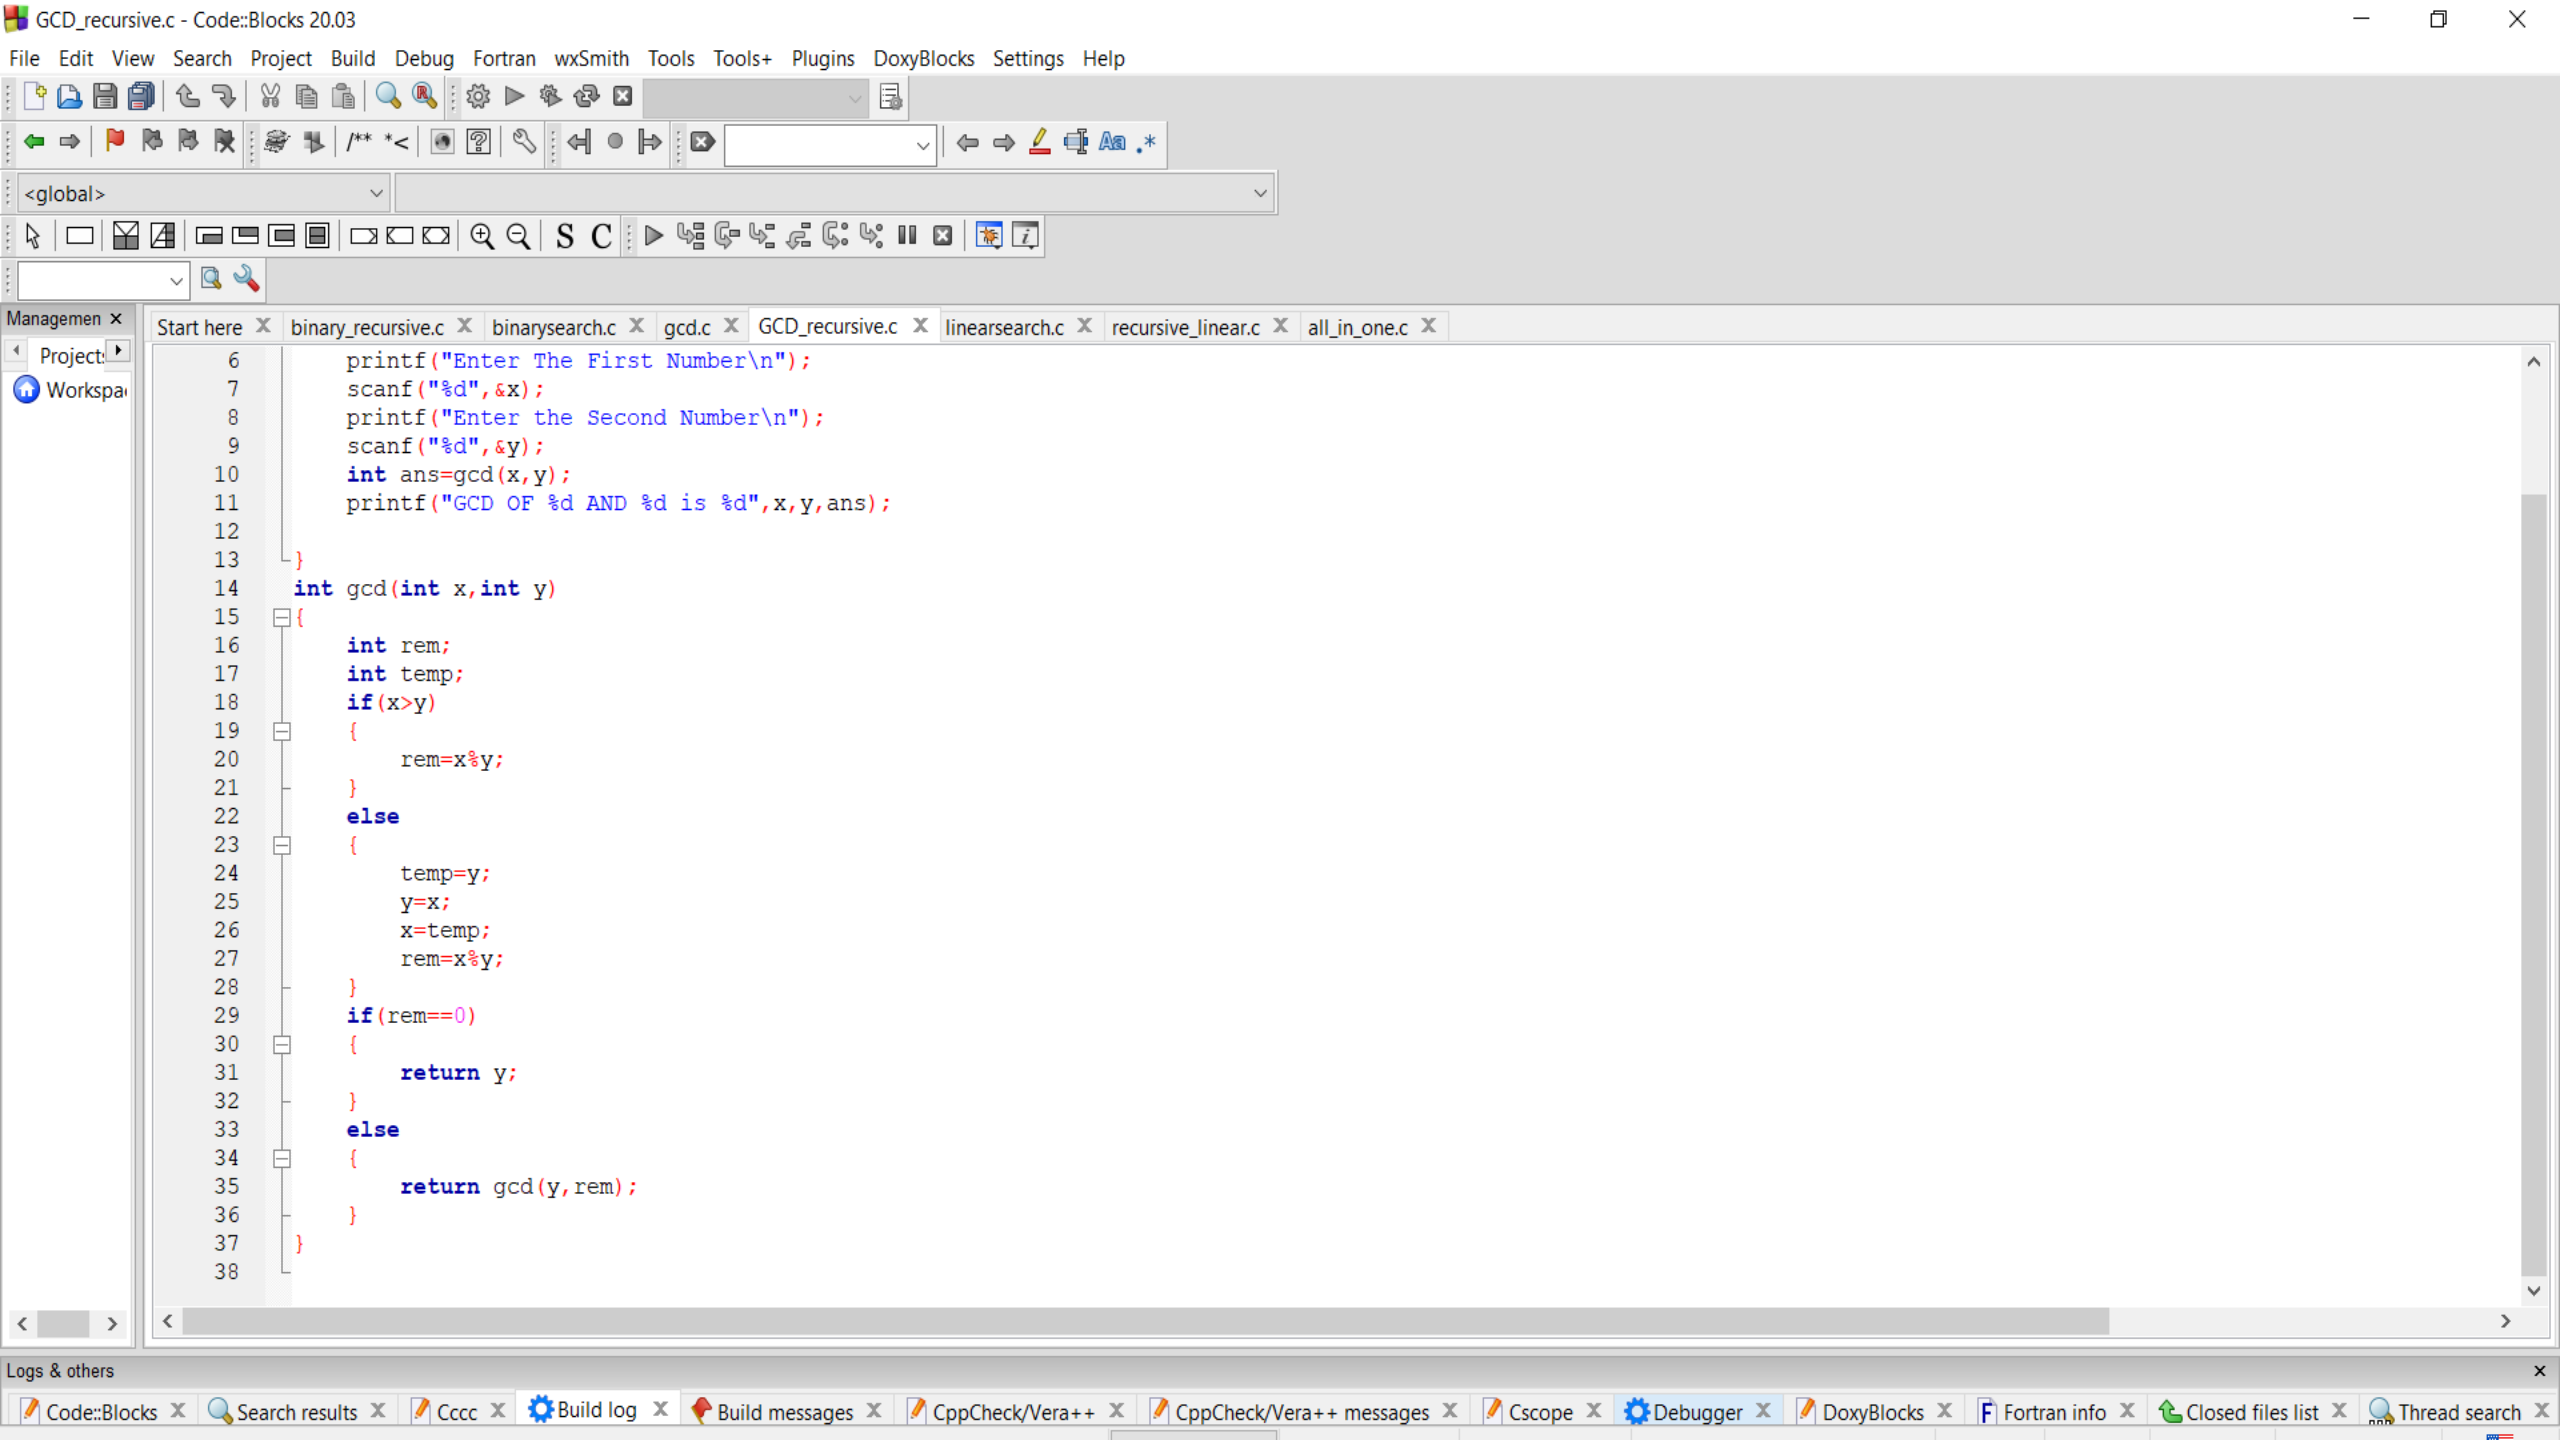 GCD_recursive.c - Code::Blocks 20.03
File Edit View Search Project Build Debug Fortran wxSmith Tools Tools+ Plugins DoxyBlocks Settings Help
/** *<
Aa .*
<global>
S C
Managemen
Start here binary_recursive.c binarysearch.c gcd.c GCD_recursive.c linearsearch.c recursive_linear.c all_in_one.c
Projects
Workspa
6 printf("Enter The First Number\n");
7 scanf("%d",&x);
8 printf("Enter the Second Number\n");
9 scanf("%d",&y);
10 int ans=gcd(x,y);
11 printf("GCD OF %d AND %d is %d",x,y,ans);
12
13 }
14 int gcd(int x,int y)
15 {
16 int rem;
17 int temp;
18 if(x>y)
19 {
20 rem=x%y;
21 }
22 else
23 {
24 temp=y;
25 y=x;
26 x=temp;
27 rem=x%y;
28 }
29 if(rem==0)
30 {
31 return y;
32 }
33 else
34 {
35 return gcd(y,rem);
36 }
37 }
38
Logs & others
Code::Blocks Search results Cccc Build log Build messages CppCheck/Vera++ CppCheck/Vera++ messages Cscope Debugger DoxyBlocks Fortran info Closed files list Thread search